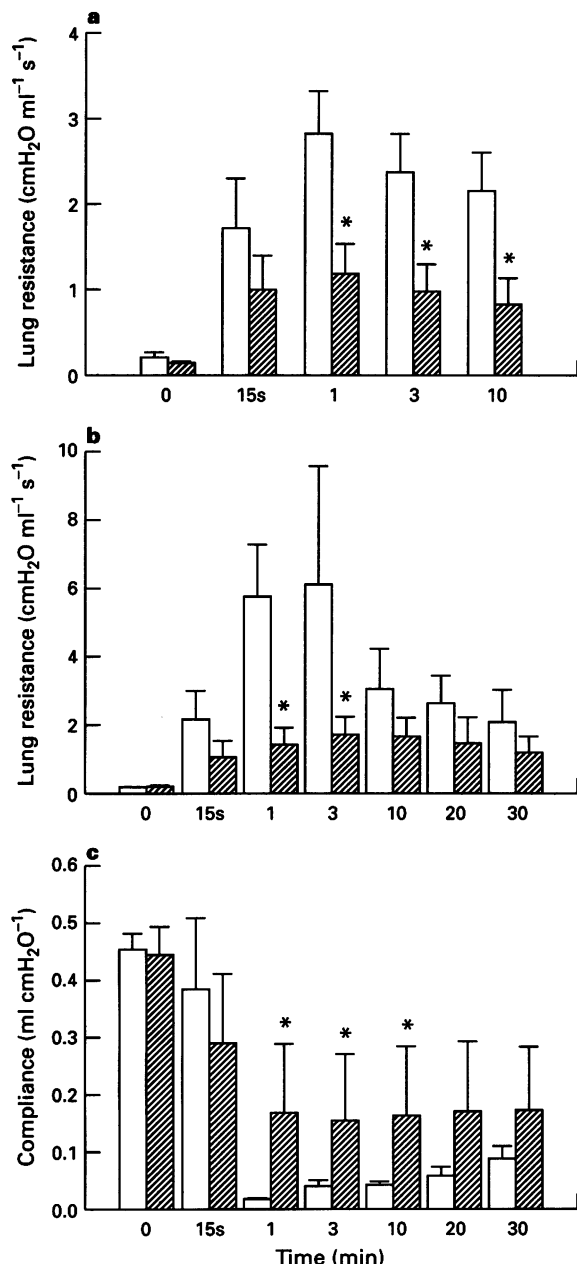 a
Lung resistance (cmH₂O ml⁻¹ s⁻¹)
4
3
2
1
0
*
*
*
0 15s 1 3 10
b
Lung resistance (cmH₂O ml⁻¹ s⁻¹)
10
8
6
4
2
0
*
*
0 15s 1 3 10 20 30
c
Compliance (ml cmH₂O⁻¹)
0.6
0.5
0.4
0.3
0.2
0.1
0.0
* * *
0 15s 1 3 10 20 30
Time (min)